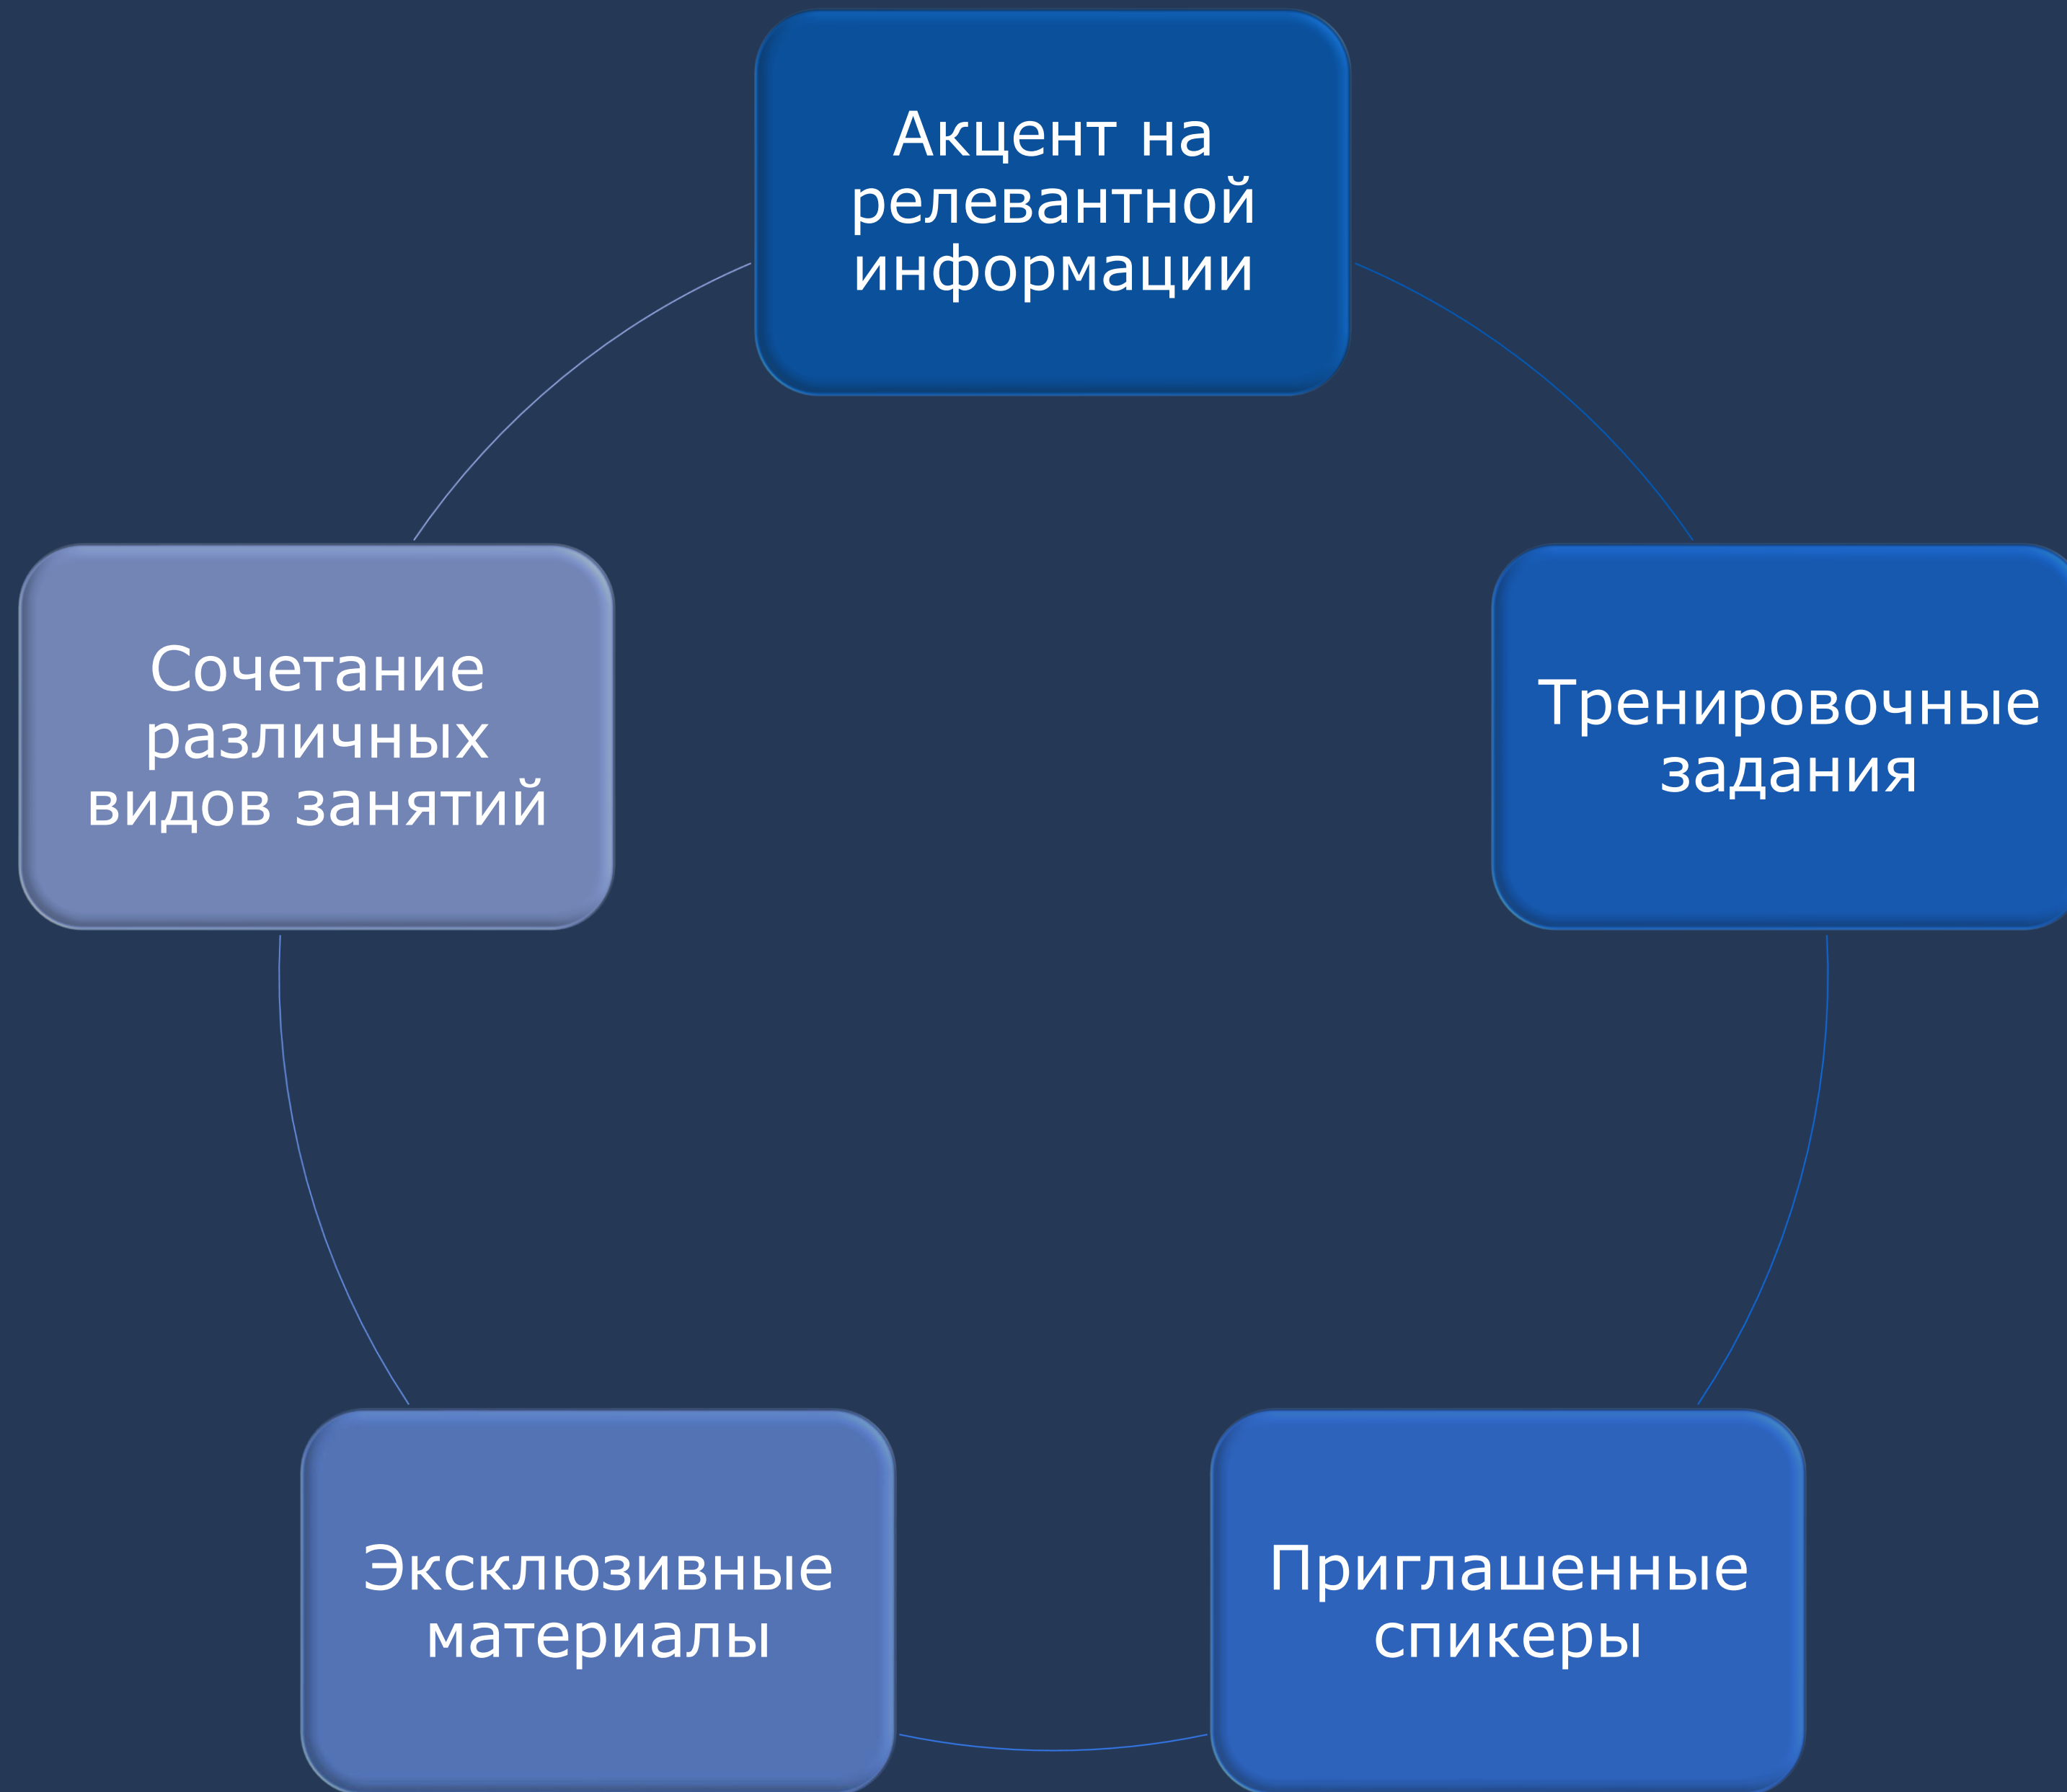 Акцент на
релевантной
информации
Сочетание
различных
видов занятий
Тренировочные
задания
Эксклюзивные
материалы
Приглашенные
спикеры